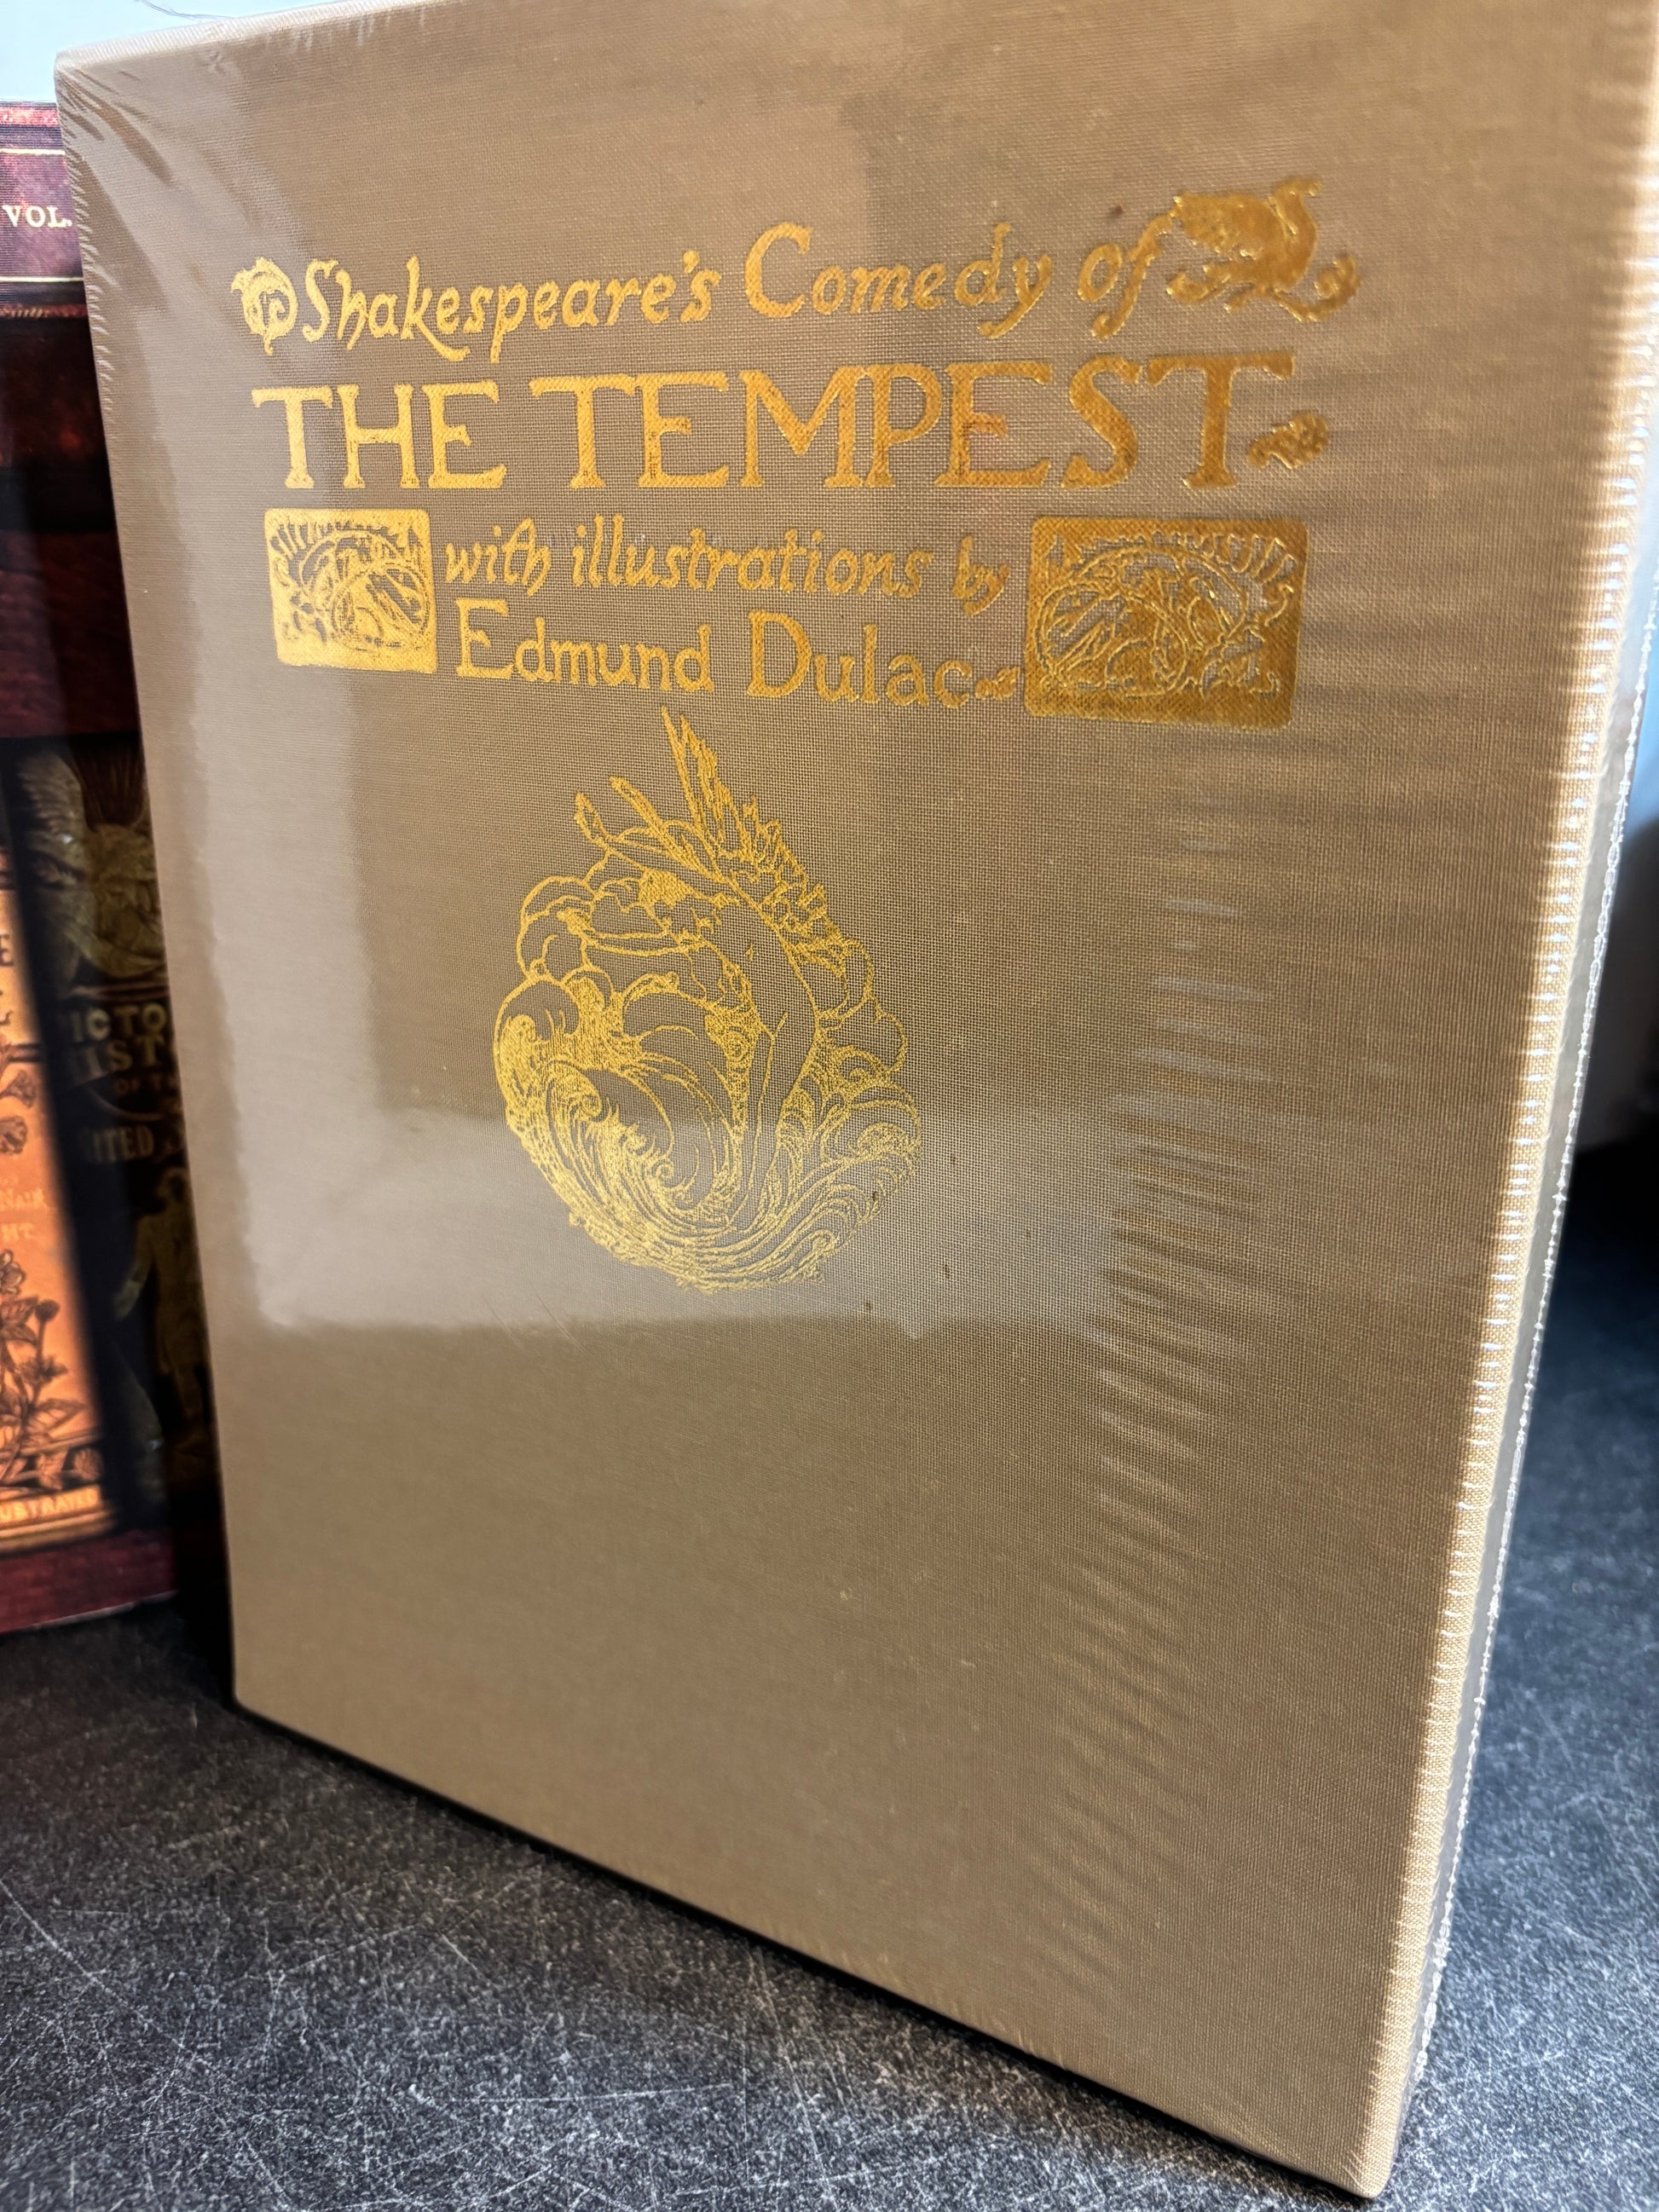 Shakespeare's Comedy of
THE TEMPEST
with illustrations by
Edmund Dulac
VOL.